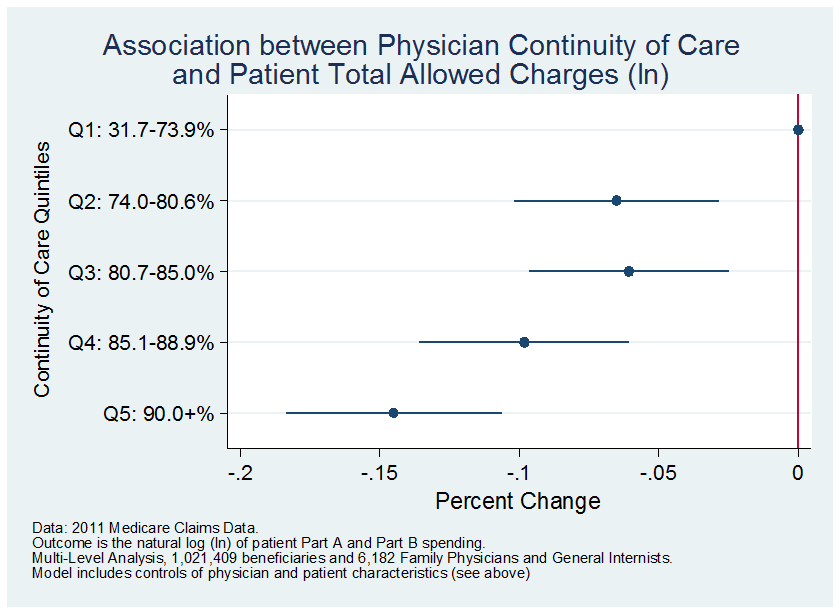 Association between Physician Continuity of Care
and Patient Total Allowed Charges (ln)
Continuity of Care Quintiles
Q1: 31.7-73.9%
Q2: 74.0-80.6%
Q3: 80.7-85.0%
Q4: 85.1-88.9%
Q5: 90.0+%
-.2 -.15 -.1 -.05 0
Percent Change
Data: 2011 Medicare Claims Data.
Outcome is the natural log (ln) of patient Part A and Part B spending.
Multi-Level Analysis, 1,021,409 beneficiaries and 6,182 Family Physicians and General Internists.
Model includes controls of physician and patient characteristics (see above)